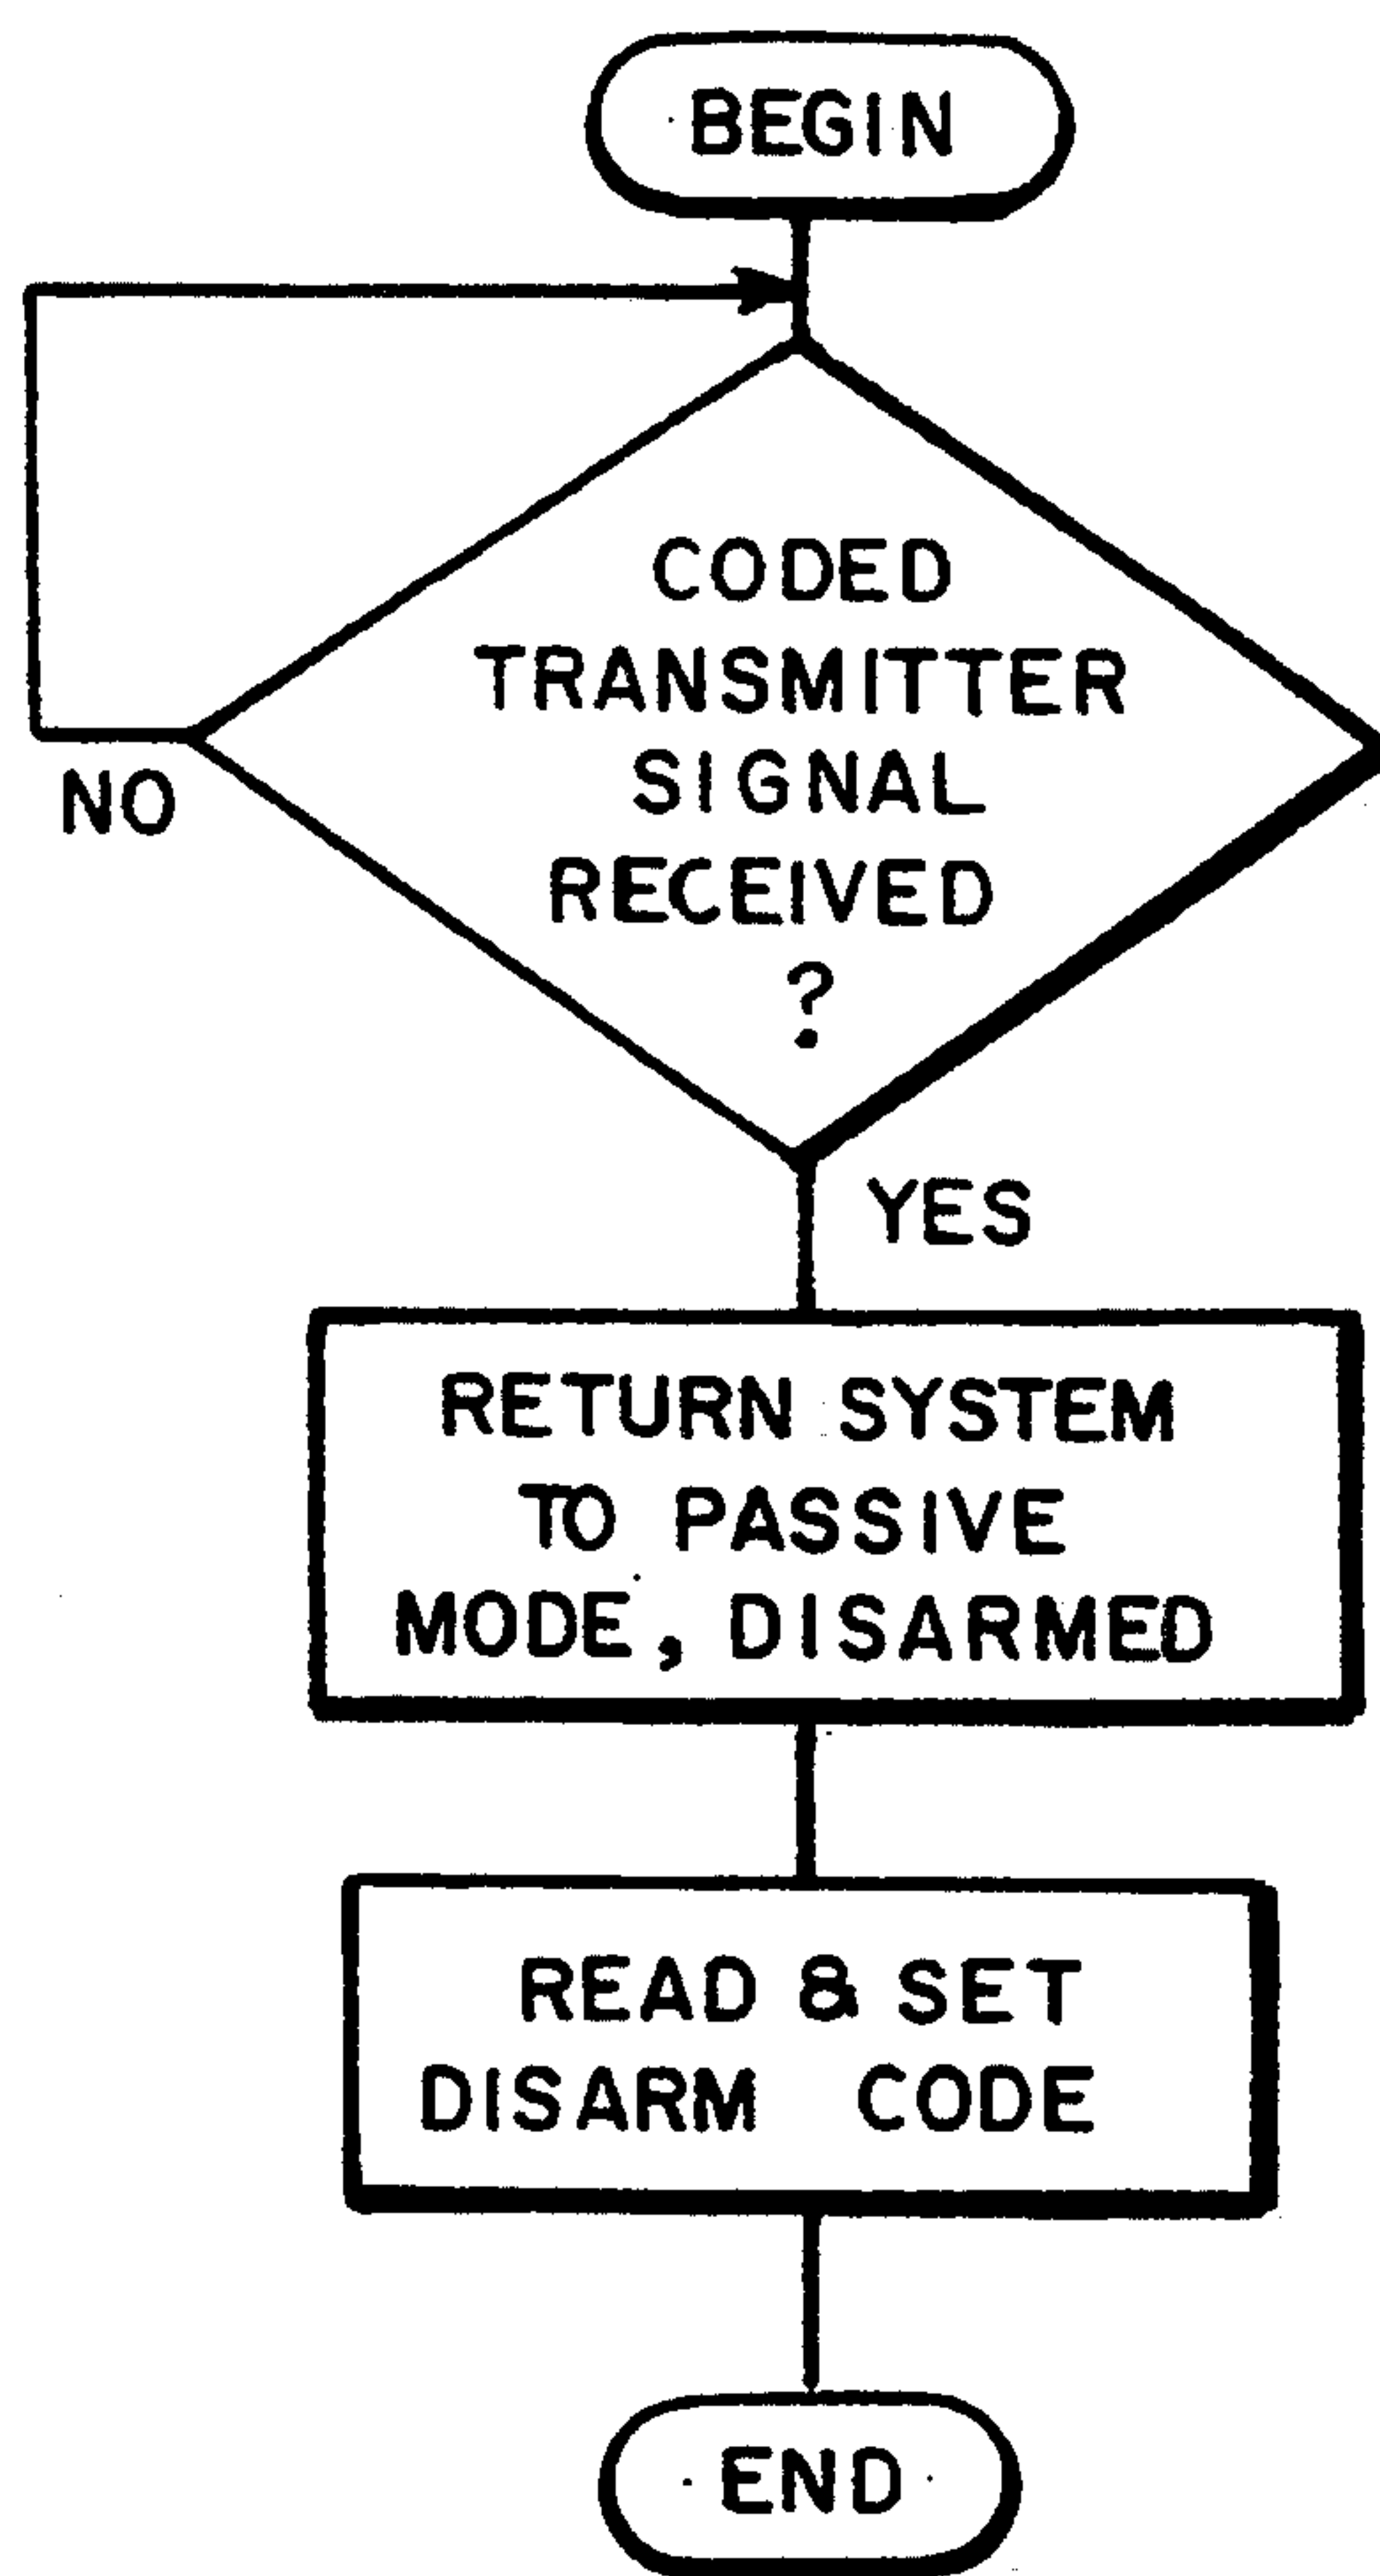 BEGIN
CODED
TRANSMITTER
SIGNAL
RECEIVED
?
NO
YES
RETURN SYSTEM
TO PASSIVE
MODE, DISARMED
READ & SET
DISARM CODE
END